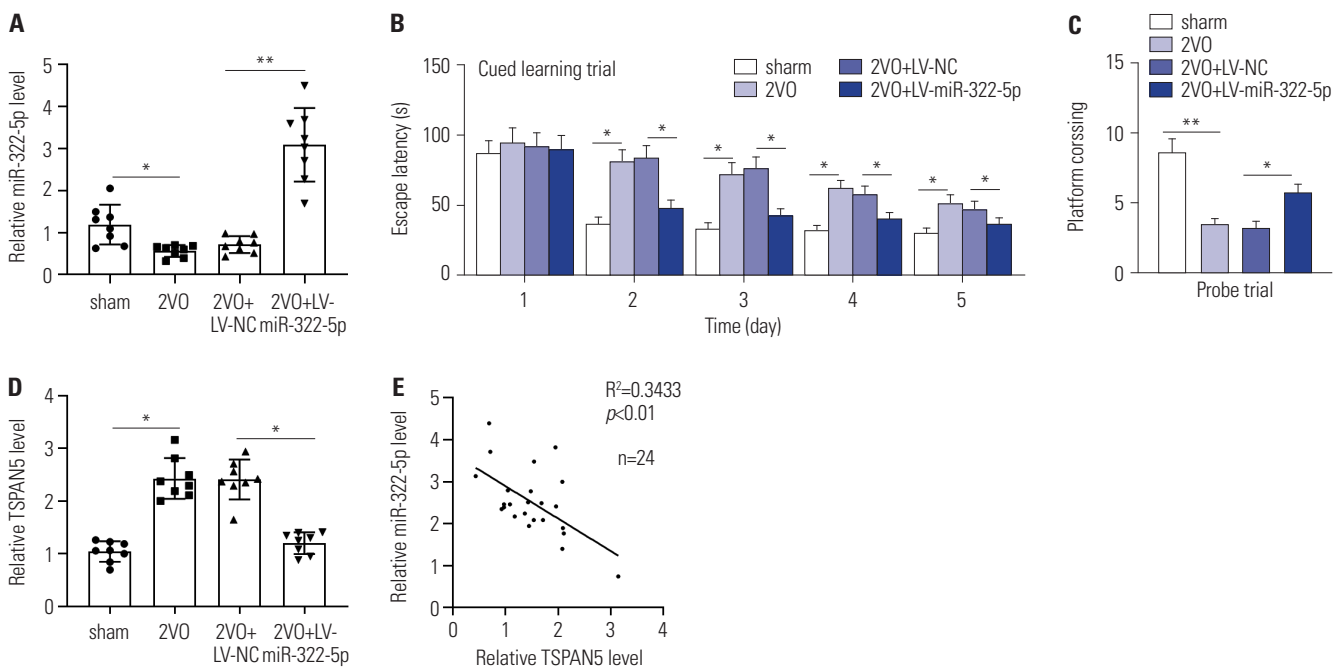 A
Relative miR-322-5p level
5
4
3
2
1
0
*
**
sham
2VO
2VO+
LV-NC
2VO+LV-
miR-322-5p
B
Cued learning trial
sharm
2VO
2VO+LV-NC
2VO+LV-miR-322-5p
Escape latency (s)
150
100
50
0
*
*
*
*
*
*
*
*
1
2
3
4
5
Time (day)
C
sharm
2VO
2VO+LV-NC
2VO+LV-miR-322-5p
Platform corssing
10
5
0
**
*
Probe trial
D
Relative TSPAN5 level
4
3
2
1
0
*
*
sham
2VO
2VO+
LV-NC
2VO+LV-
miR-322-5p
E
R²=0.3433
p<0.01
n=24
Relative miR-322-5p level
5
4
3
2
1
0
0
1
2
3
4
Relative TSPAN5 level